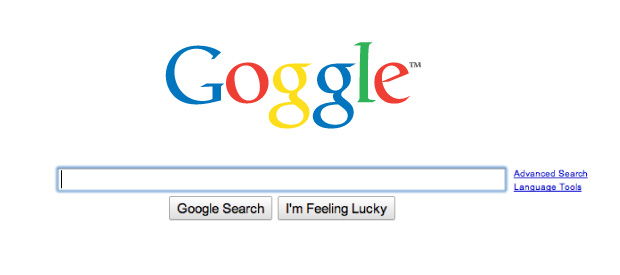 Goggle™
Advanced Search
Language Tools
Google Search I'm Feeling Lucky